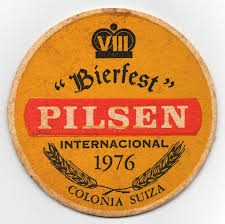 VIII
"Bierfest"
PILSEN
INTERNACIONAL
1976
COLONIA SUIZA